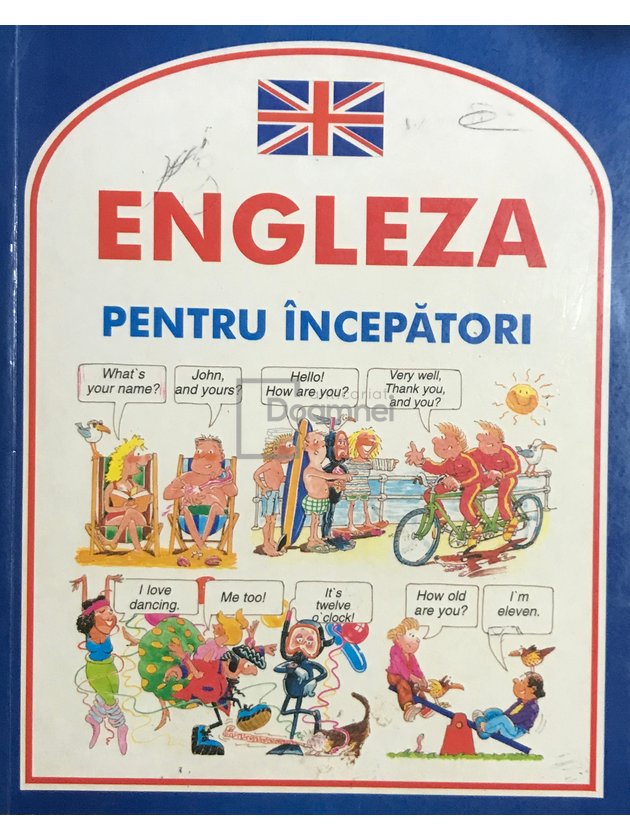 ENGLEZA
PENTRU ÎNCEPĂTORI
What`s
your name?
John,
and yours?
Hello!
How are you?
Very well,
Thank you,
and you?
I love
dancing.
Me too!
It`s
twelve
o`clock!
How old
are you?
I`m
eleven.